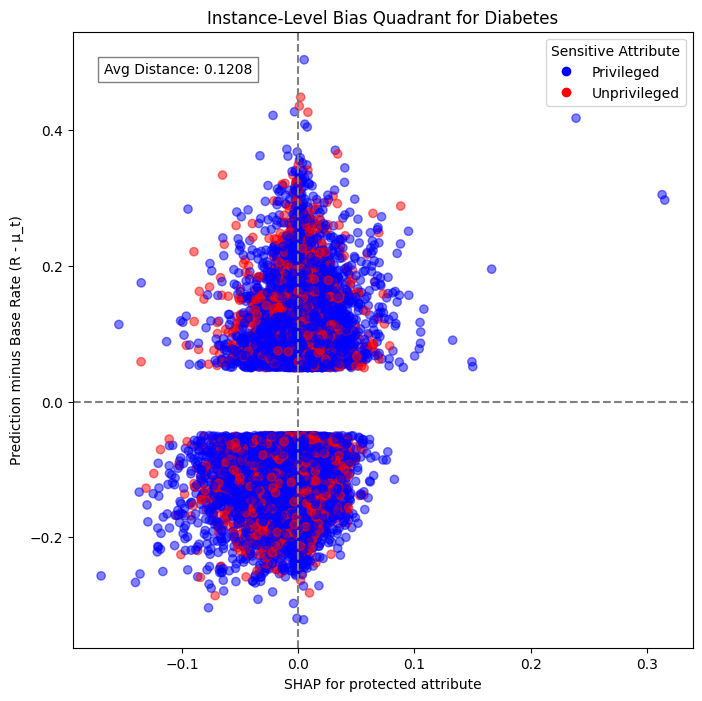 Instance-Level Bias Quadrant for Diabetes
Avg Distance: 0.1208
Sensitive Attribute
Privileged
Unprivileged
Prediction minus Base Rate (R - μ_t)
0.4
0.2
0.0
−0.2
−0.1
0.0
0.1
0.2
0.3
SHAP for protected attribute